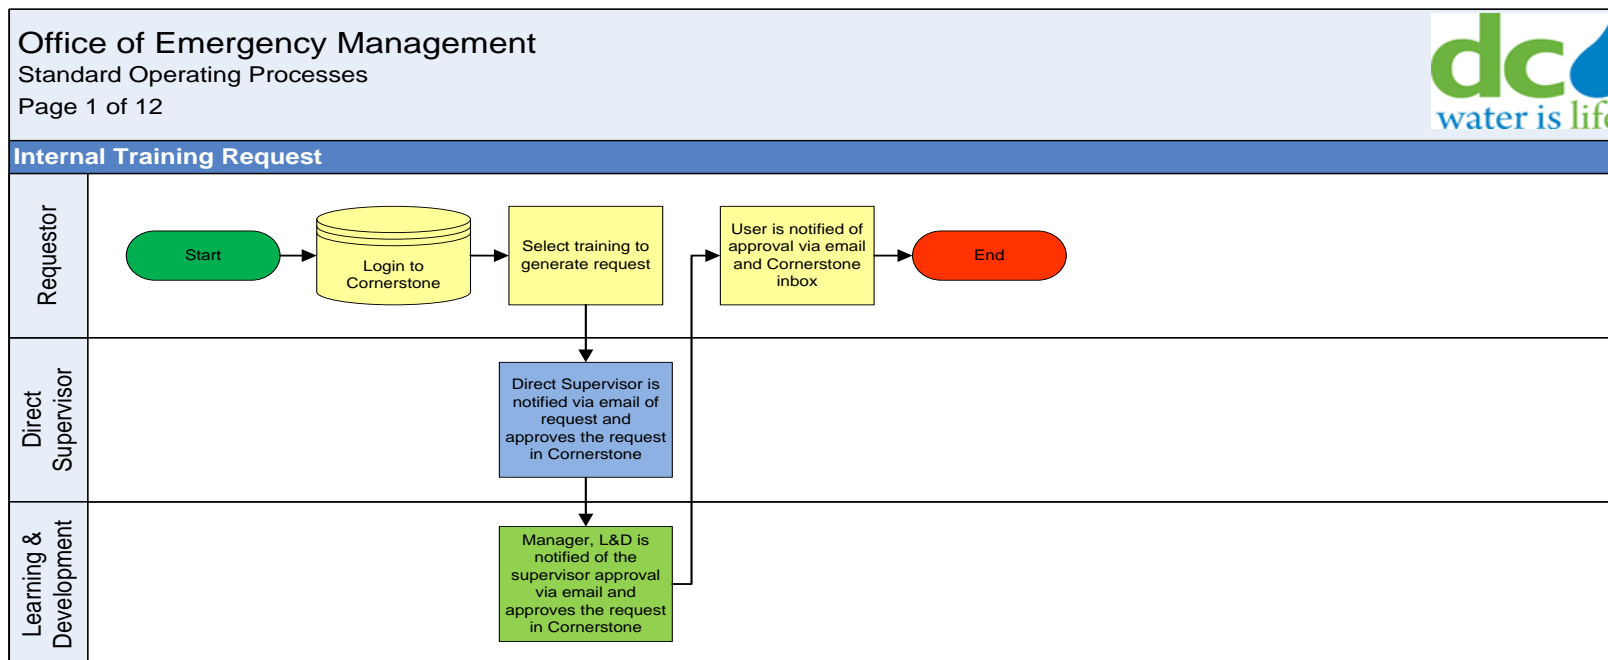 Office of Emergency Management
Standard Operating Processes
Page 1 of 12
dc
water is life
Internal Training Request
Requestor
Start
Login to
Cornerstone
Select training to
generate request
User is notified of
approval via email
and Cornerstone
inbox
End
Direct
Supervisor
Direct Supervisor is
notified via email of
request and
approves the request
in Cornerstone
Learning &
Development
Manager, L&D is
notified of the
supervisor approval
via email and
approves the request
in Cornerstone